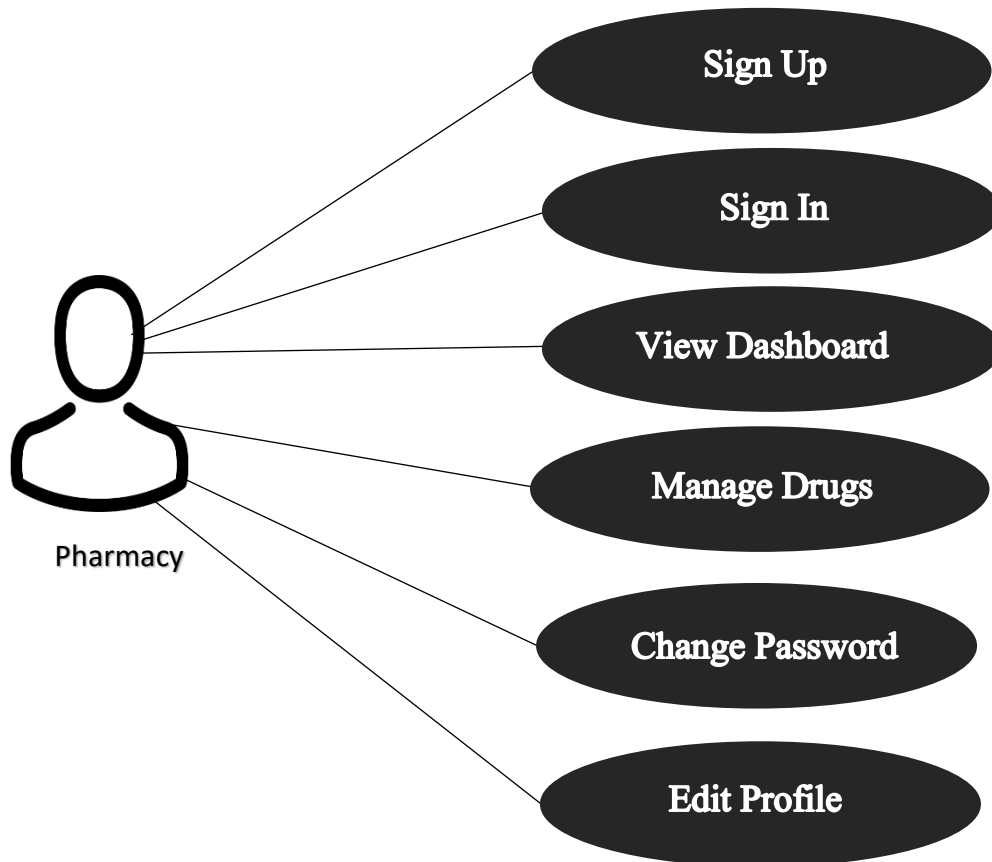 Sign Up
Sign In
View Dashboard
Manage Drugs
Pharmacy
Change Password
Edit Profile